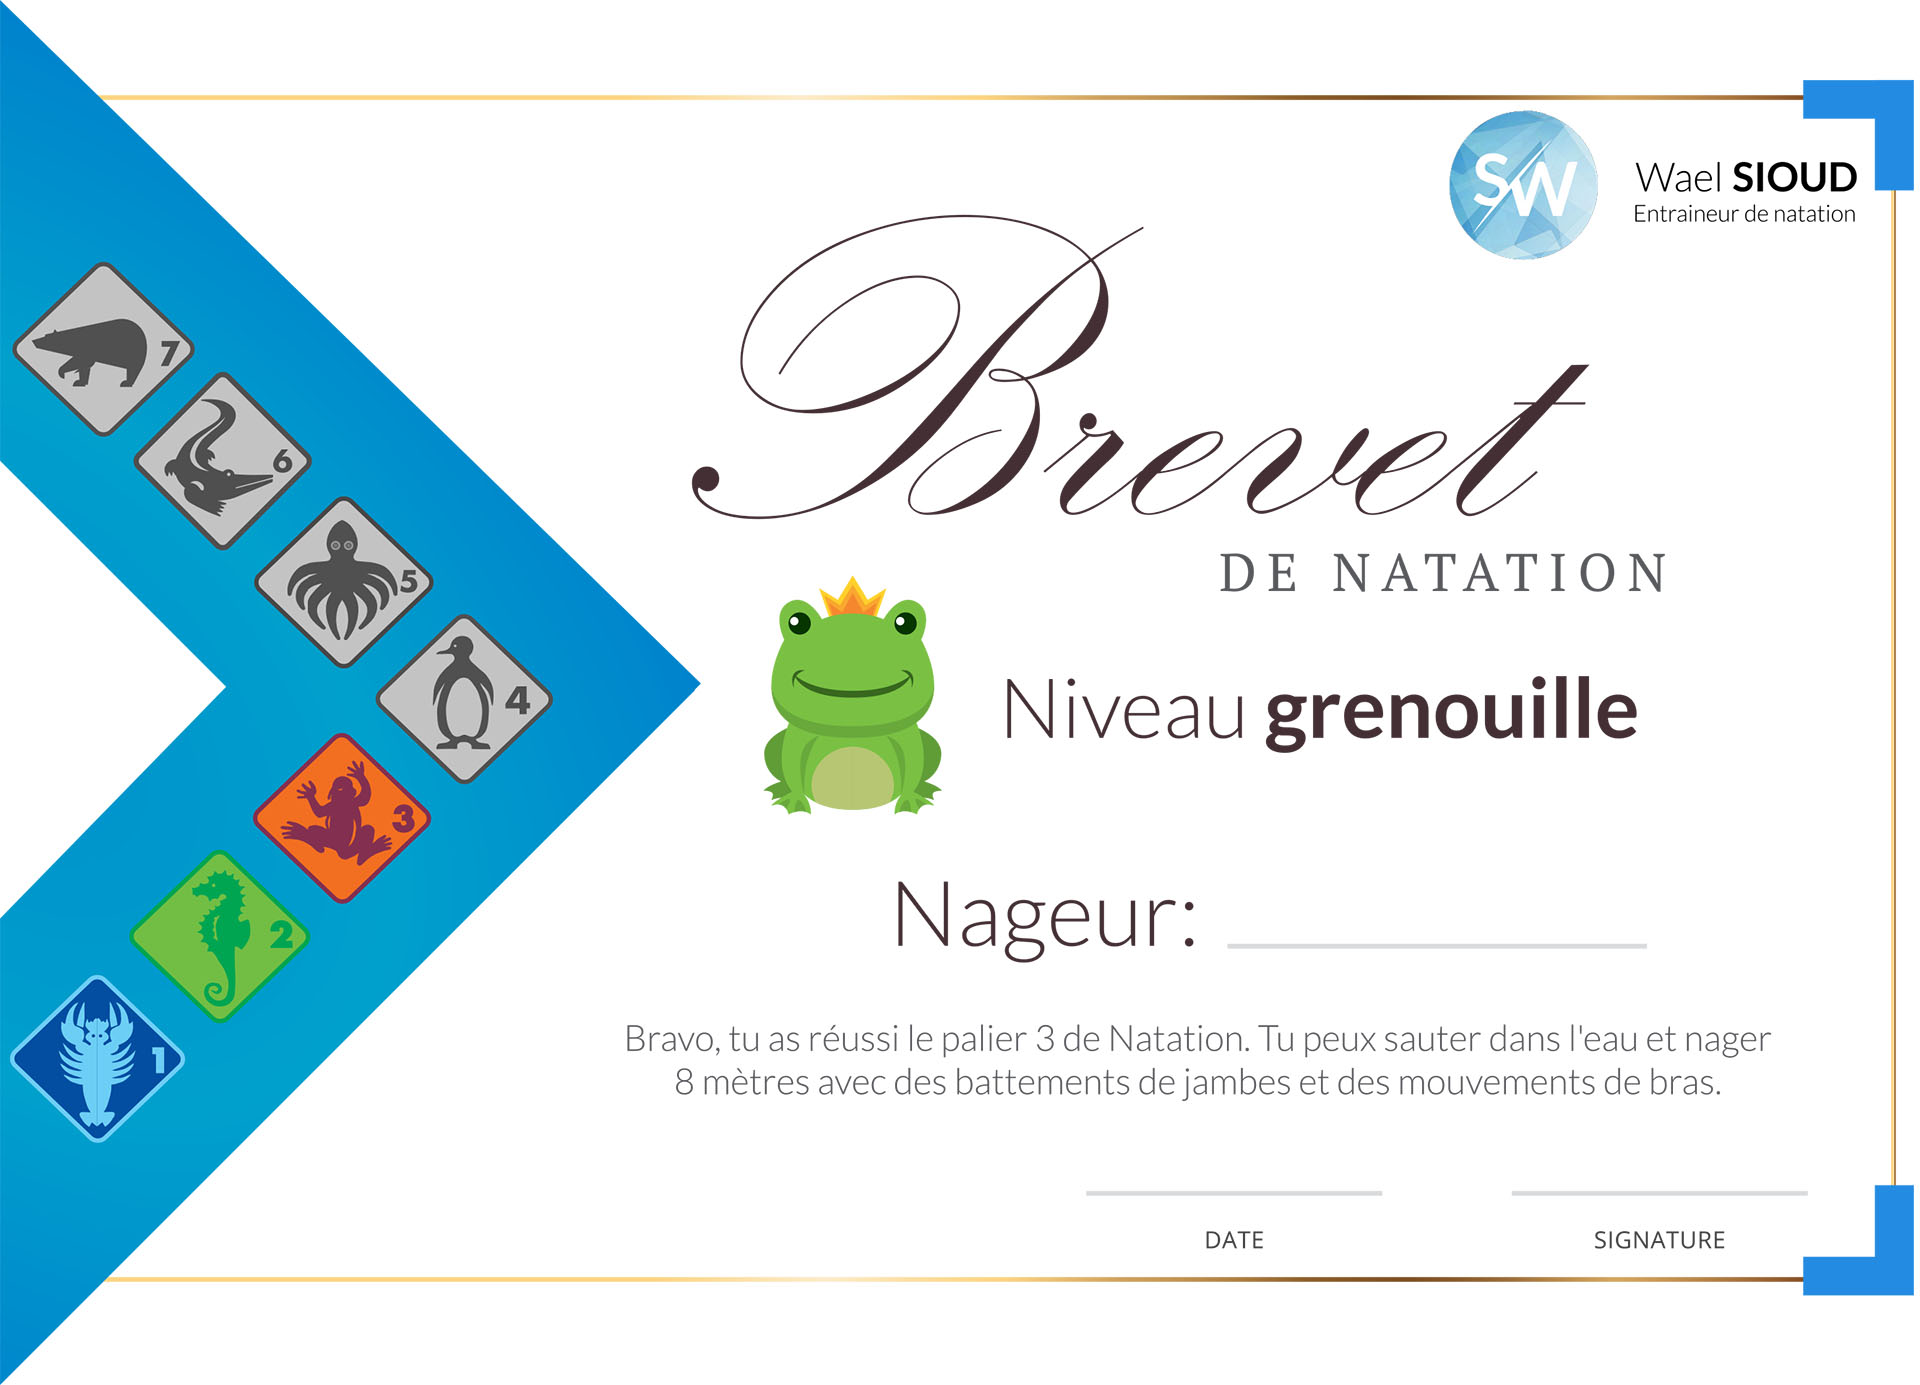 SW
Wael SIOUD
Entraineur de natation
Brevet
DE NATATION
Niveau grenouille
Nageur:
Bravo, tu as réussi le palier 3 de Natation. Tu peux sauter dans l'eau et nager
8 mètres avec des battements de jambes et des mouvements de bras.
DATE
SIGNATURE
7
6
5
4
3
2
1